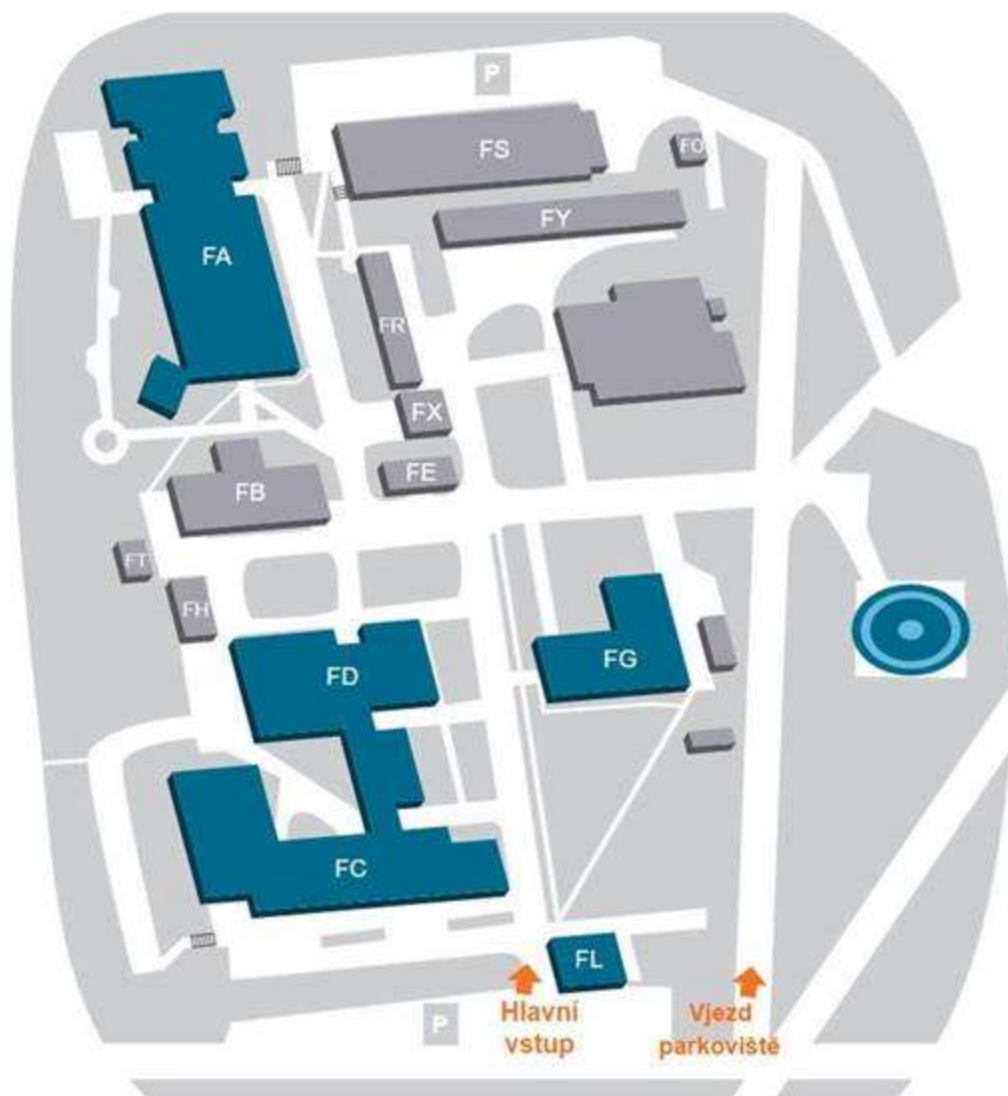 P
FS
FO
FY
FA
FR
FX
FE
FB
FT
FH
FG
FD
FC
FL
Hlavní
vstup
Vjezd
parkoviště
P